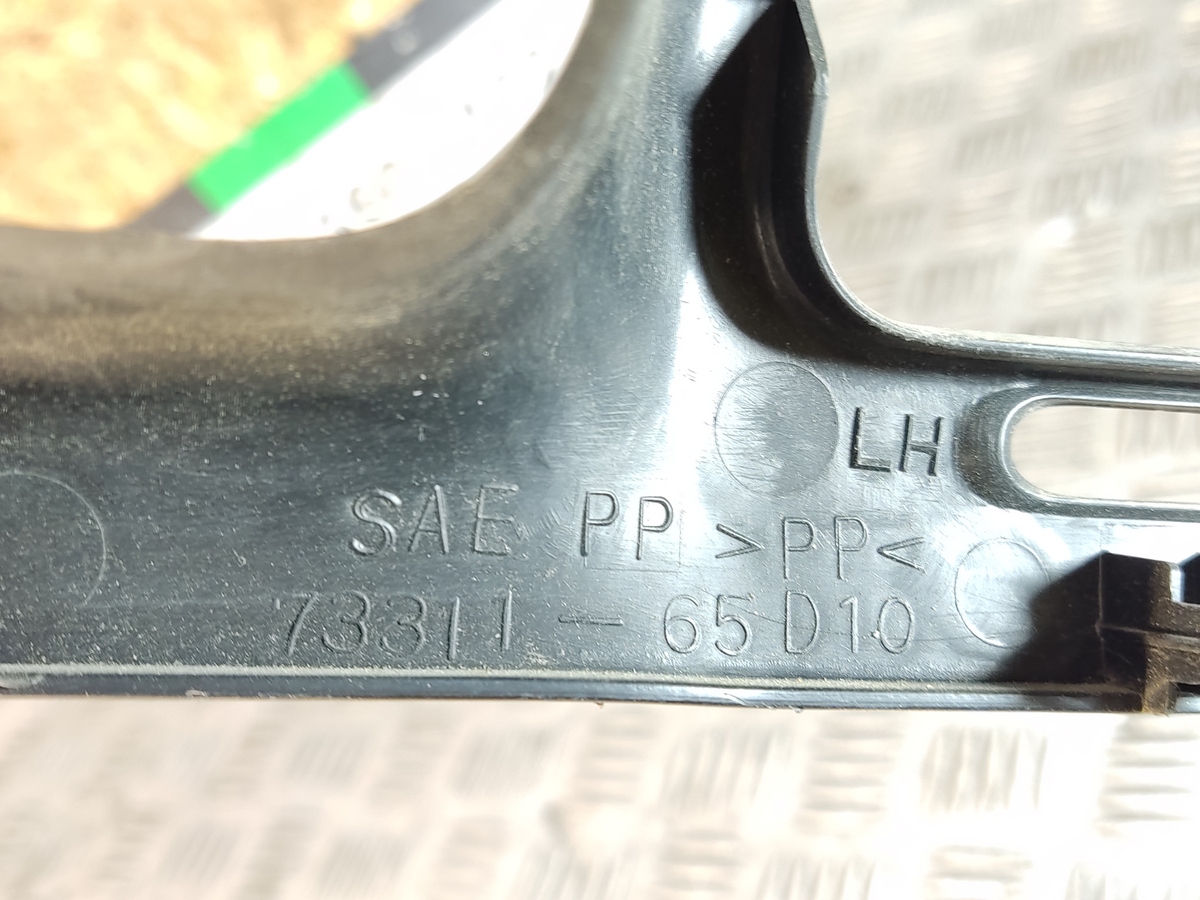 LH
SAE PP >PP<
73311-65D10